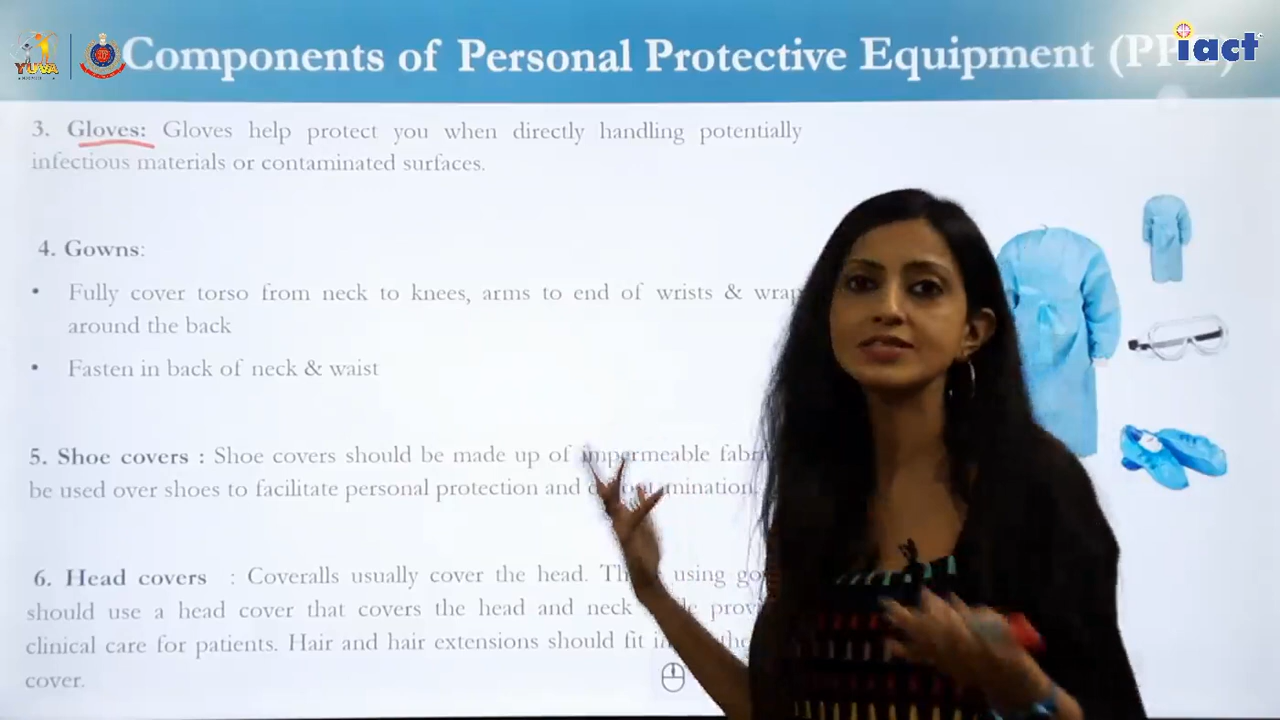 YUVA
iact
Components of Personal Protective Equipment (PPE)
3. Gloves: Gloves help protect you when directly handling potentially
infectious materials or contaminated surfaces.
4. Gowns:
• Fully cover torso from neck to knees, arms to end of wrists & wrap
around the back
• Fasten in back of neck & waist
5. Shoe covers : Shoe covers should be made up of impermeable
be used over shoes to facilitate personal protection and
6. Head covers : Coveralls usually cover the head. using
should use a head cover that covers the head and neck
clinical care for patients. Hair and hair extensions should fit
cover.